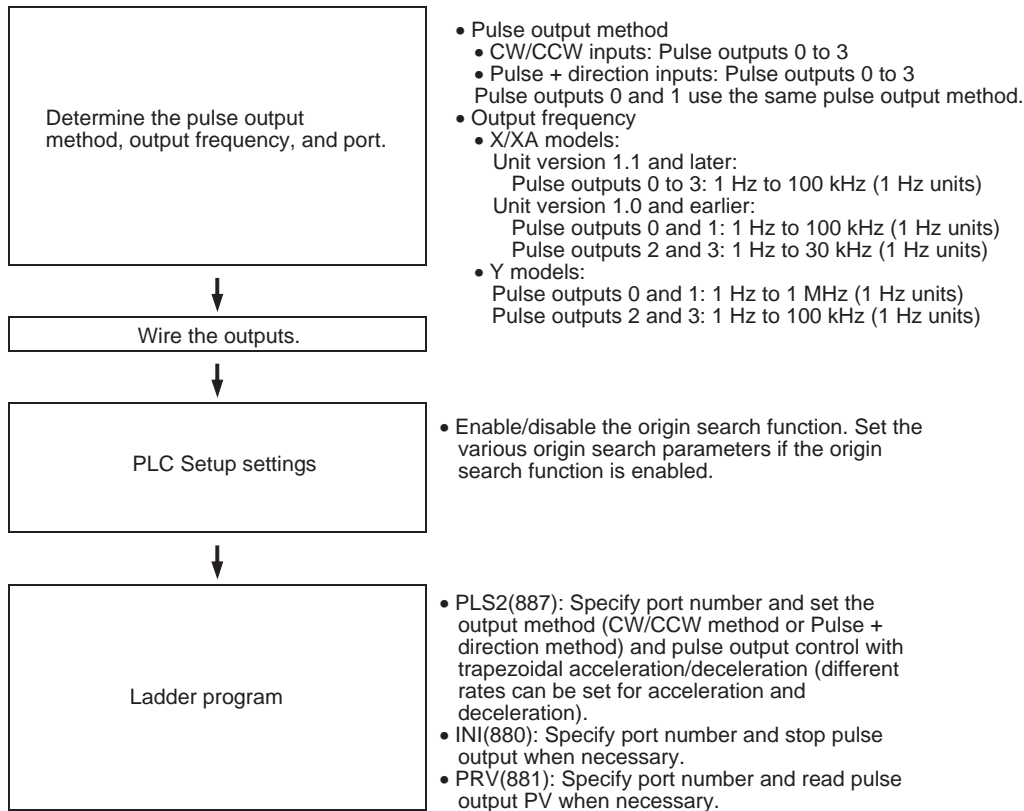 Determine the pulse output
method, output frequency, and port.
• Pulse output method
• CW/CCW inputs: Pulse outputs 0 to 3
• Pulse + direction inputs: Pulse outputs 0 to 3
Pulse outputs 0 and 1 use the same pulse output method.
• Output frequency
• X/XA models:
Unit version 1.1 and later:
Pulse outputs 0 to 3: 1 Hz to 100 kHz (1 Hz units)
Unit version 1.0 and earlier:
Pulse outputs 0 and 1: 1 Hz to 100 kHz (1 Hz units)
Pulse outputs 2 and 3: 1 Hz to 30 kHz (1 Hz units)
• Y models:
Pulse outputs 0 and 1: 1 Hz to 1 MHz (1 Hz units)
Pulse outputs 2 and 3: 1 Hz to 100 kHz (1 Hz units)
Wire the outputs.
PLC Setup settings
• Enable/disable the origin search function. Set the
various origin search parameters if the origin
search function is enabled.
Ladder program
• PLS2(887): Specify port number and set the
output method (CW/CCW method or Pulse +
direction method) and pulse output control with
trapezoidal acceleration/deceleration (different
rates can be set for acceleration and
deceleration).
• INI(880): Specify port number and stop pulse
output when necessary.
• PRV(881): Specify port number and read pulse
output PV when necessary.